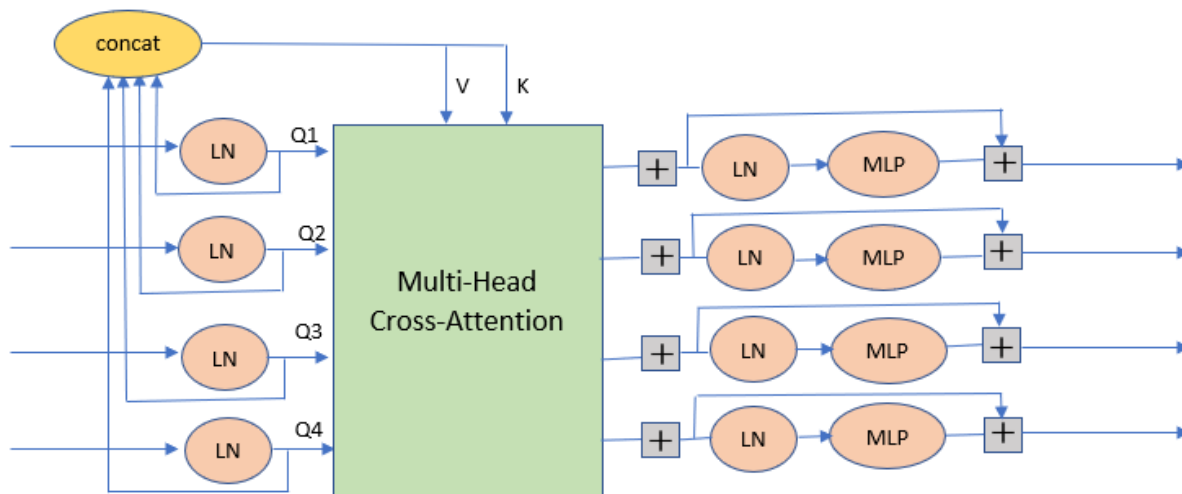 concat
V
K
Q1
LN
+
LN
MLP
+
Q2
LN
+
LN
MLP
+
Multi-Head
Cross-Attention
Q3
LN
+
LN
MLP
+
Q4
LN
+
LN
MLP
+